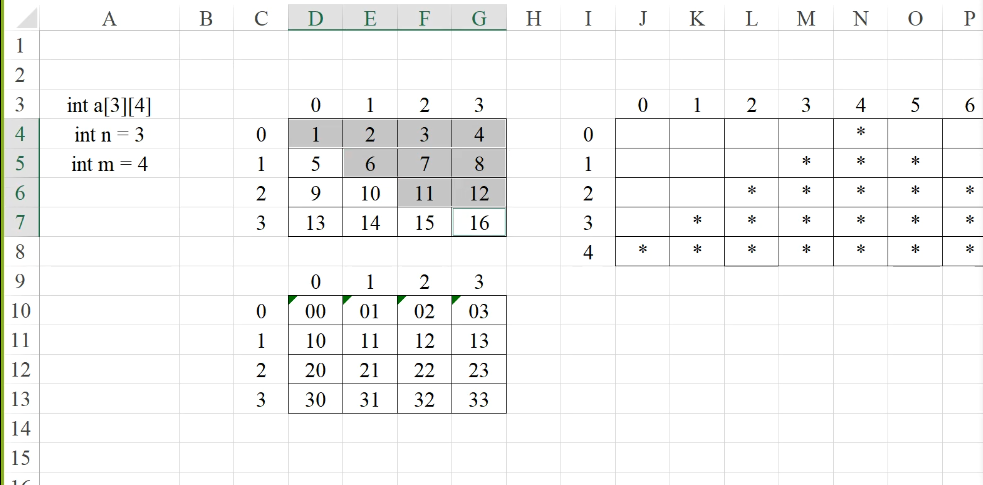 A B C D E F G H I J K L M N O P
1
2
3 int a[3][4] 0 1 2 3 0 1 2 3 4 5 6
4 int n = 3 0 1 2 3 4 0 *
5 int m = 4 1 5 6 7 8 1 * * *
6 2 9 10 11 12 2 * * * * *
7 3 13 14 15 16 3 * * * * * *
8 4 * * * * * * *
9 0 1 2 3
10 0 00 01 02 03
11 1 10 11 12 13
12 2 20 21 22 23
13 3 30 31 32 33
14
15